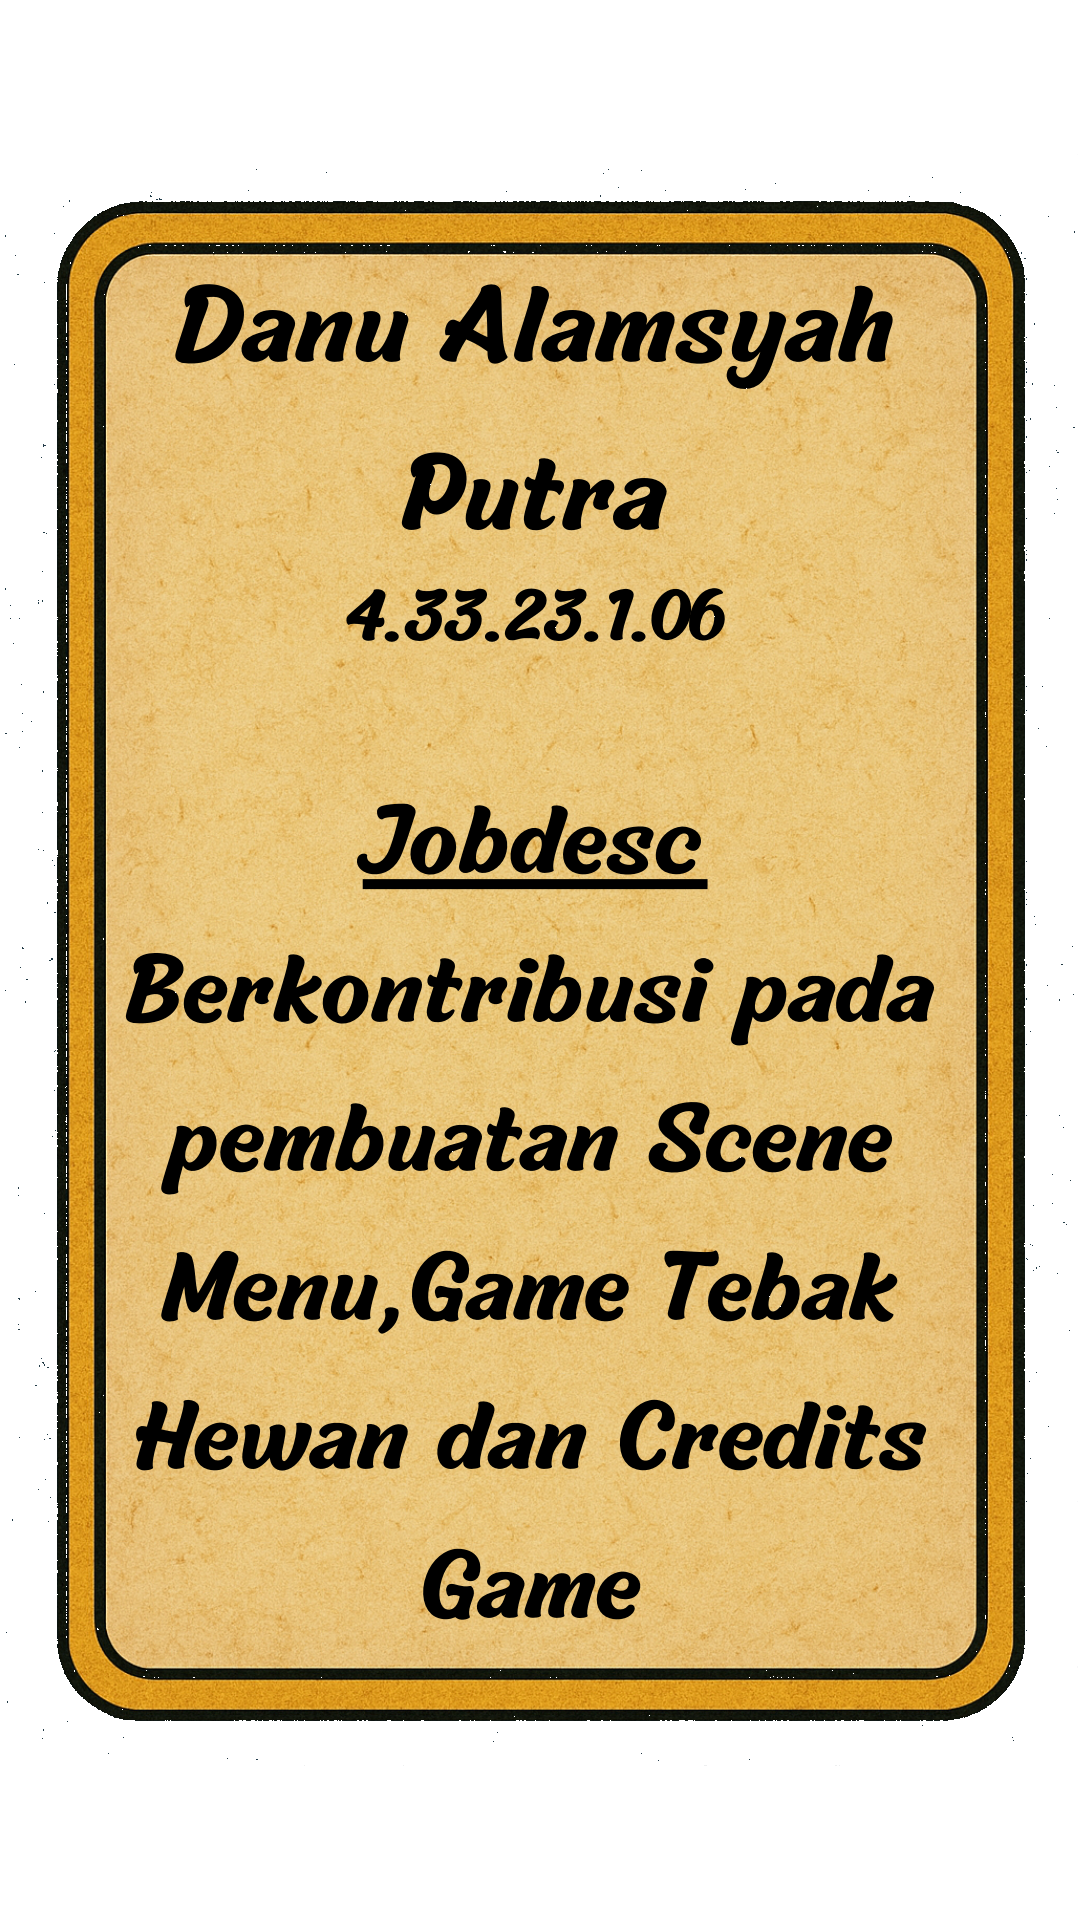 Danu Alamsyah
Putra
4.33.23.1.06
Jobdesc
Berkontribusi pada
pembuatan Scene
Menu,Game Tebak
Hewan dan Credits
Game